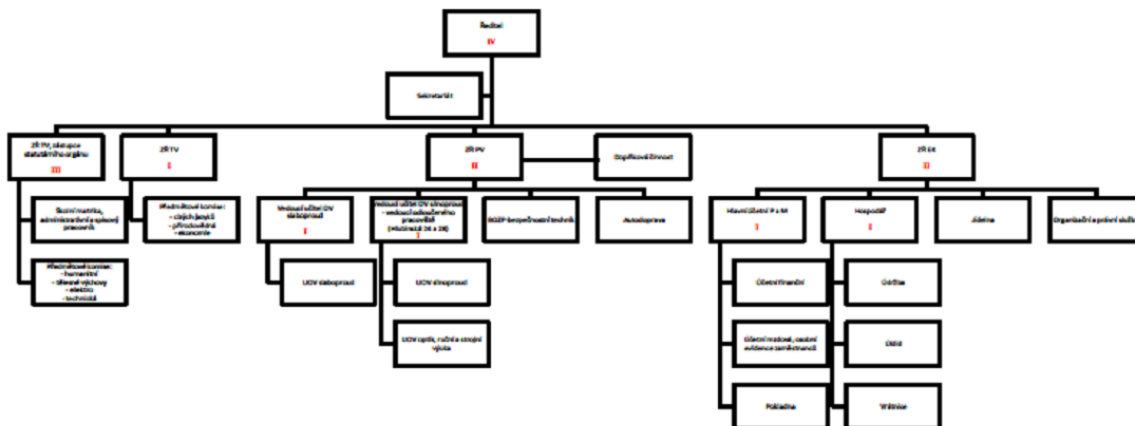 Ředitel
IV
Sekretariát
ZŘ TV, zástupce
statutárního orgánu
III
ZŘ TV
I
ZŘ PV
II
Doplňková činnost
ZŘ EK
II
Školní matrika,
administrativní a spisový
pracovník
Předmětové komise:
- cizích jazyků
- přírodovědná
- ekonomie
Vedoucí učitel OV
slaboproud
I
Vedoucí učitel OV silnoproud
- vedoucí odloučeného
pracoviště
I
BOZP bezpečnostní technik
Autodoprava
Hlavní účetní P a M
I
Hospodář
I
Jídelna
Organizační a právní služby
Předmětové komise:
- humanitní
- tělesné výchovy
- elektro
- technická
UOV slaboproud
UOV silnoproud
Účetní finanční
Údržba
UOV optik, ruční a strojní
výuka
Účetní mzdové, osobní
evidence zaměstnanců
Úklid
Pokladna
Vrátnice